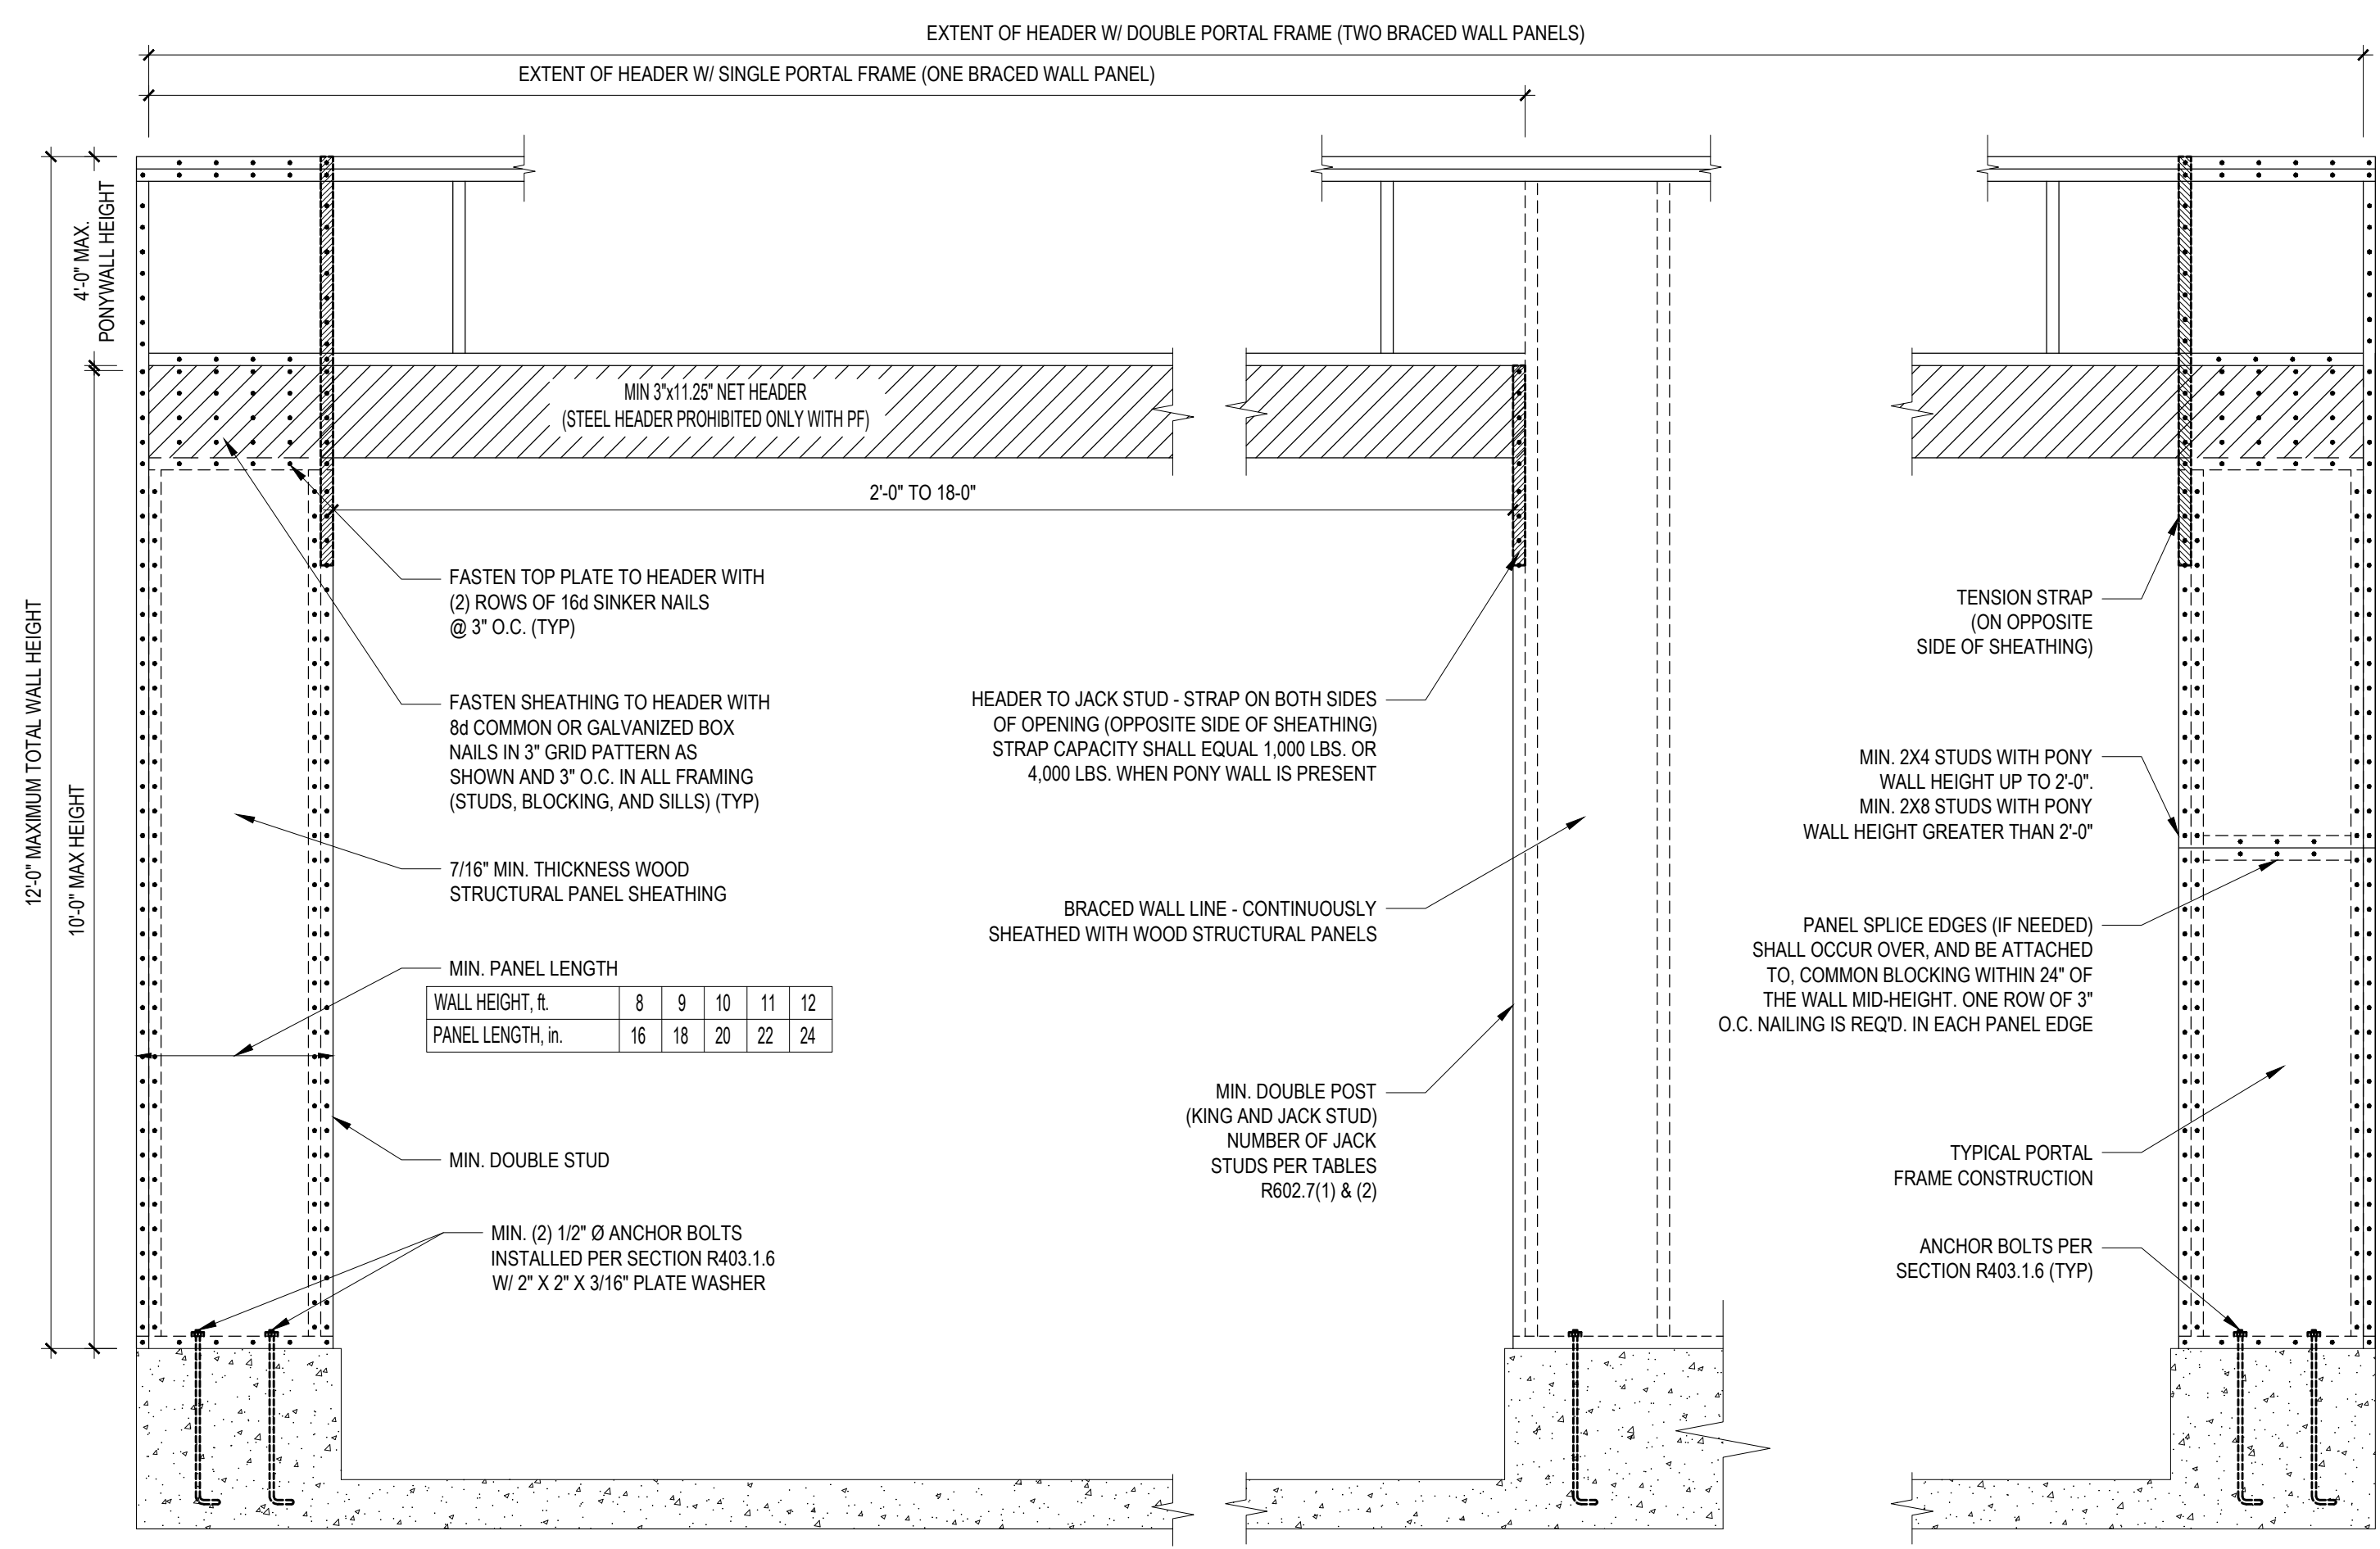 EXTENT OF HEADER W/ DOUBLE PORTAL FRAME (TWO BRACED WALL PANELS)
EXTENT OF HEADER W/ SINGLE PORTAL FRAME (ONE BRACED WALL PANEL)
4'-0" MAX.
PONYWALL HEIGHT
12'-0" MAXIMUM TOTAL WALL HEIGHT
10'-0" MAX HEIGHT
MIN 3"x11.25" NET HEADER
(STEEL HEADER PROHIBITED ONLY WITH PF)
2'-0" TO 18-0"
FASTEN TOP PLATE TO HEADER WITH
(2) ROWS OF 16d SINKER NAILS
@ 3" O.C. (TYP)
FASTEN SHEATHING TO HEADER WITH
8d COMMON OR GALVANIZED BOX
NAILS IN 3" GRID PATTERN AS
SHOWN AND 3" O.C. IN ALL FRAMING
(STUDS, BLOCKING, AND SILLS) (TYP)
7/16" MIN. THICKNESS WOOD
STRUCTURAL PANEL SHEATHING
MIN. PANEL LENGTH
WALL HEIGHT, ft. 8 9 10 11 12
PANEL LENGTH, in. 16 18 20 22 24
MIN. DOUBLE STUD
MIN. (2) 1/2" Ø ANCHOR BOLTS
INSTALLED PER SECTION R403.1.6
W/ 2" X 2" X 3/16" PLATE WASHER
HEADER TO JACK STUD - STRAP ON BOTH SIDES
OF OPENING (OPPOSITE SIDE OF SHEATHING)
STRAP CAPACITY SHALL EQUAL 1,000 LBS. OR
4,000 LBS. WHEN PONY WALL IS PRESENT
BRACED WALL LINE - CONTINUOUSLY
SHEATHED WITH WOOD STRUCTURAL PANELS
MIN. DOUBLE POST
(KING AND JACK STUD)
NUMBER OF JACK
STUDS PER TABLES
R602.7(1) & (2)
TENSION STRAP
(ON OPPOSITE
SIDE OF SHEATHING)
MIN. 2X4 STUDS WITH PONY
WALL HEIGHT UP TO 2'-0".
MIN. 2X8 STUDS WITH PONY
WALL HEIGHT GREATER THAN 2'-0"
PANEL SPLICE EDGES (IF NEEDED)
SHALL OCCUR OVER, AND BE ATTACHED
TO, COMMON BLOCKING WITHIN 24" OF
THE WALL MID-HEIGHT. ONE ROW OF 3"
O.C. NAILING IS REQ'D. IN EACH PANEL EDGE
TYPICAL PORTAL
FRAME CONSTRUCTION
ANCHOR BOLTS PER
SECTION R403.1.6 (TYP)